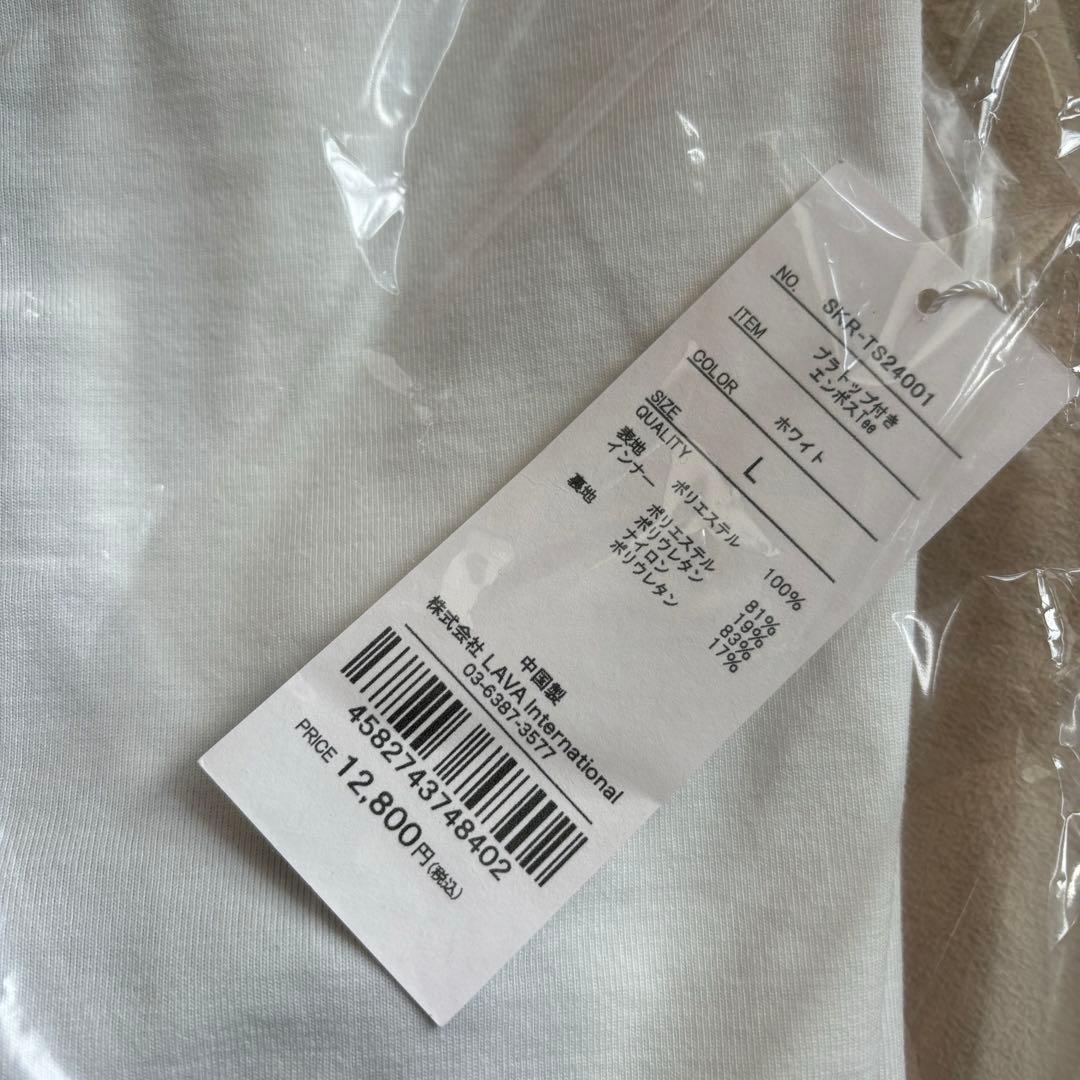 NO. SKR-TS24001
ITEM ブラトップ付き
エンボスTee
COLOR ホワイト
SIZE L
QUALITY
表地 ポリエステル 100%
インナー ポリエステル 81%
ポリウレタン 19%
裏地 ナイロン 83%
ポリウレタン 17%
中国製
株式会社 LAVA International
03-6387-3577
4582743748402
PRICE 12,800円(税込)